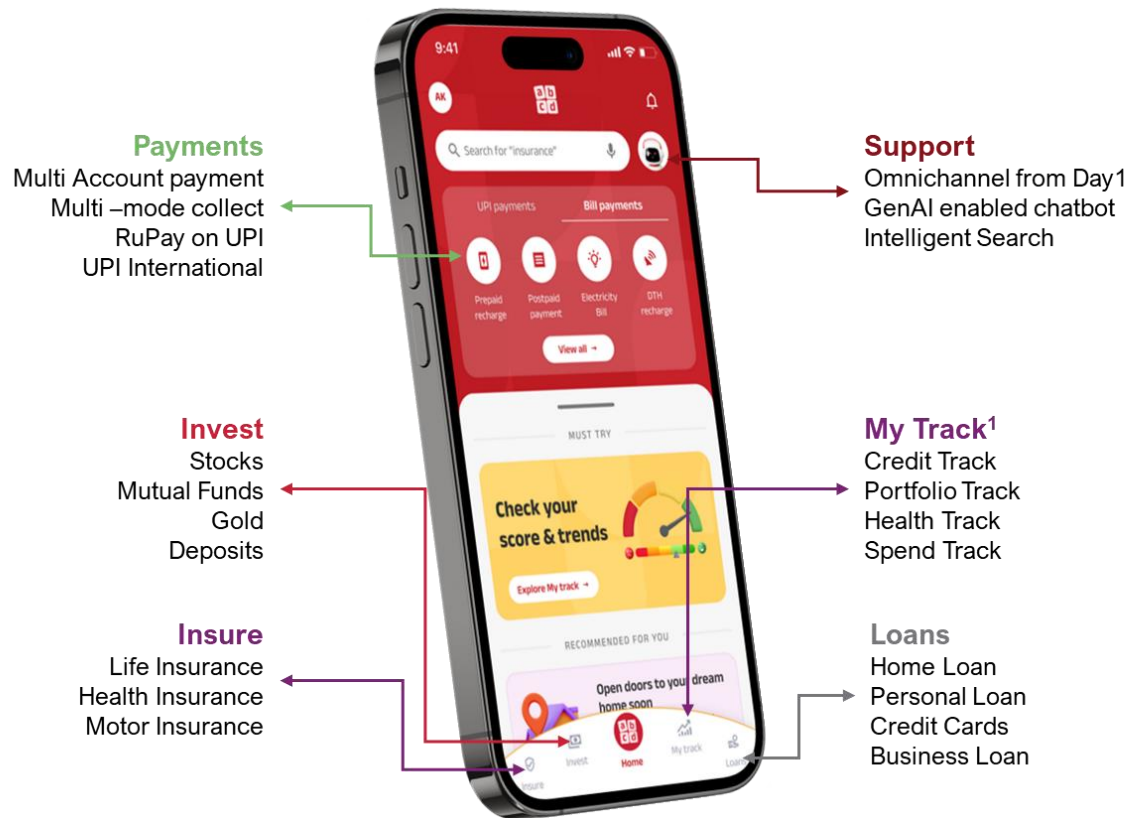 Payments
Multi Account payment
Multi –mode collect
RuPay on UPI
UPI International
Invest
Stocks
Mutual Funds
Gold
Deposits
Insure
Life Insurance
Health Insurance
Motor Insurance
9:41
AK
a b
c d
Search for "insurance"
UPI payments
Bill payments
Prepaid
recharge
Postpaid
payment
Electricity
Bill
DTH
recharge
View all →
MUST TRY
Check your
score & trends
Explore My track →
RECOMMENDED FOR YOU
Open doors to your dream
home soon
Insure
Invest
a b
c d
Home
My track
Loans
Support
Omnichannel from Day1
GenAI enabled chatbot
Intelligent Search
My Track¹
Credit Track
Portfolio Track
Health Track
Spend Track
Loans
Home Loan
Personal Loan
Credit Cards
Business Loan